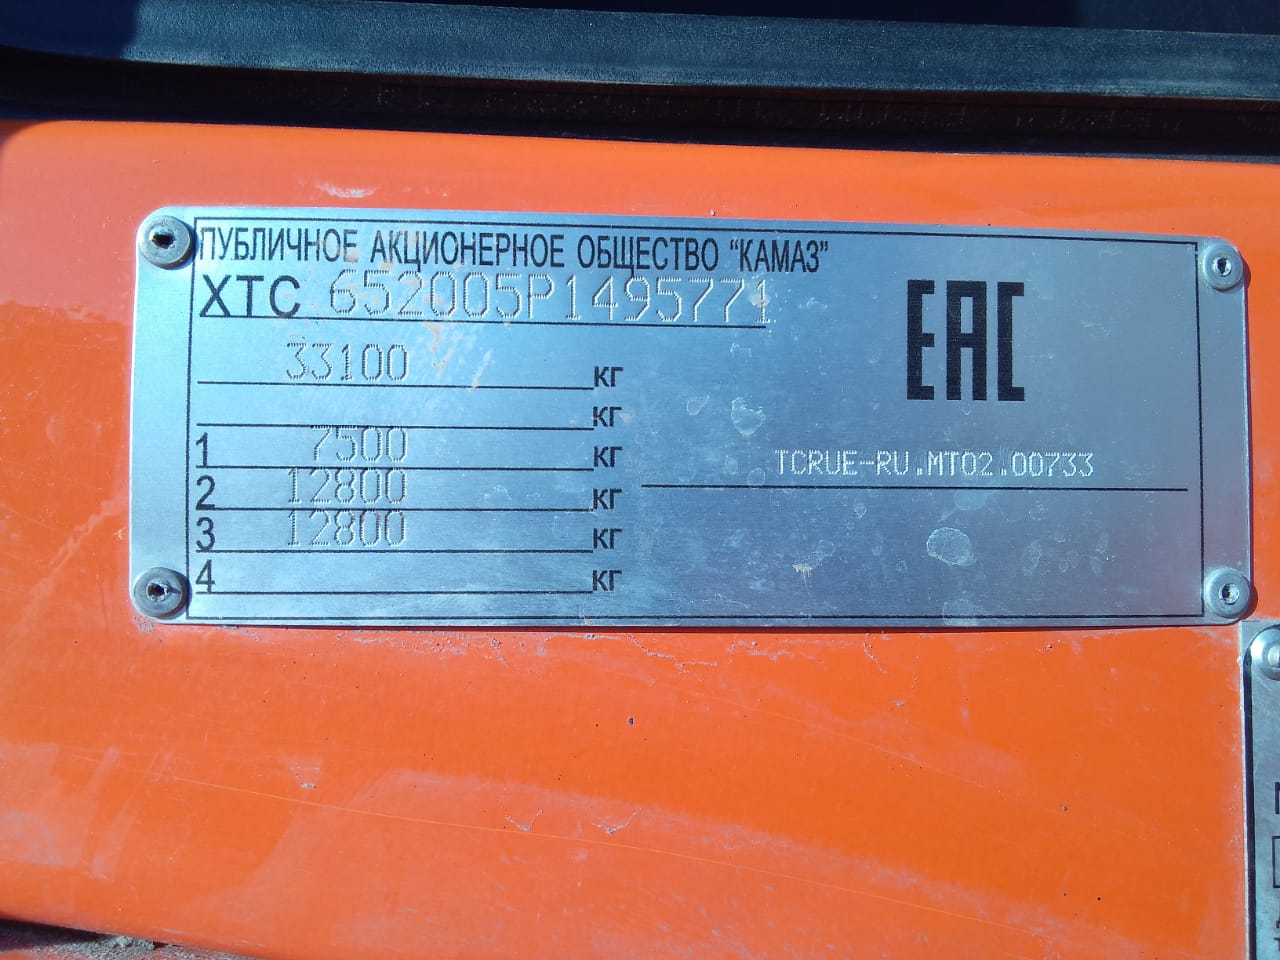 ПУБЛИЧНОЕ АКЦИОНЕРНОЕ ОБЩЕСТВО “КАМАЗ”
XTC 652005P1495771
33100 кг
кг
1 7500 кг
2 12800 кг
3 12800 кг
4 кг
EAC
TCRUE-RU.MT02.00733